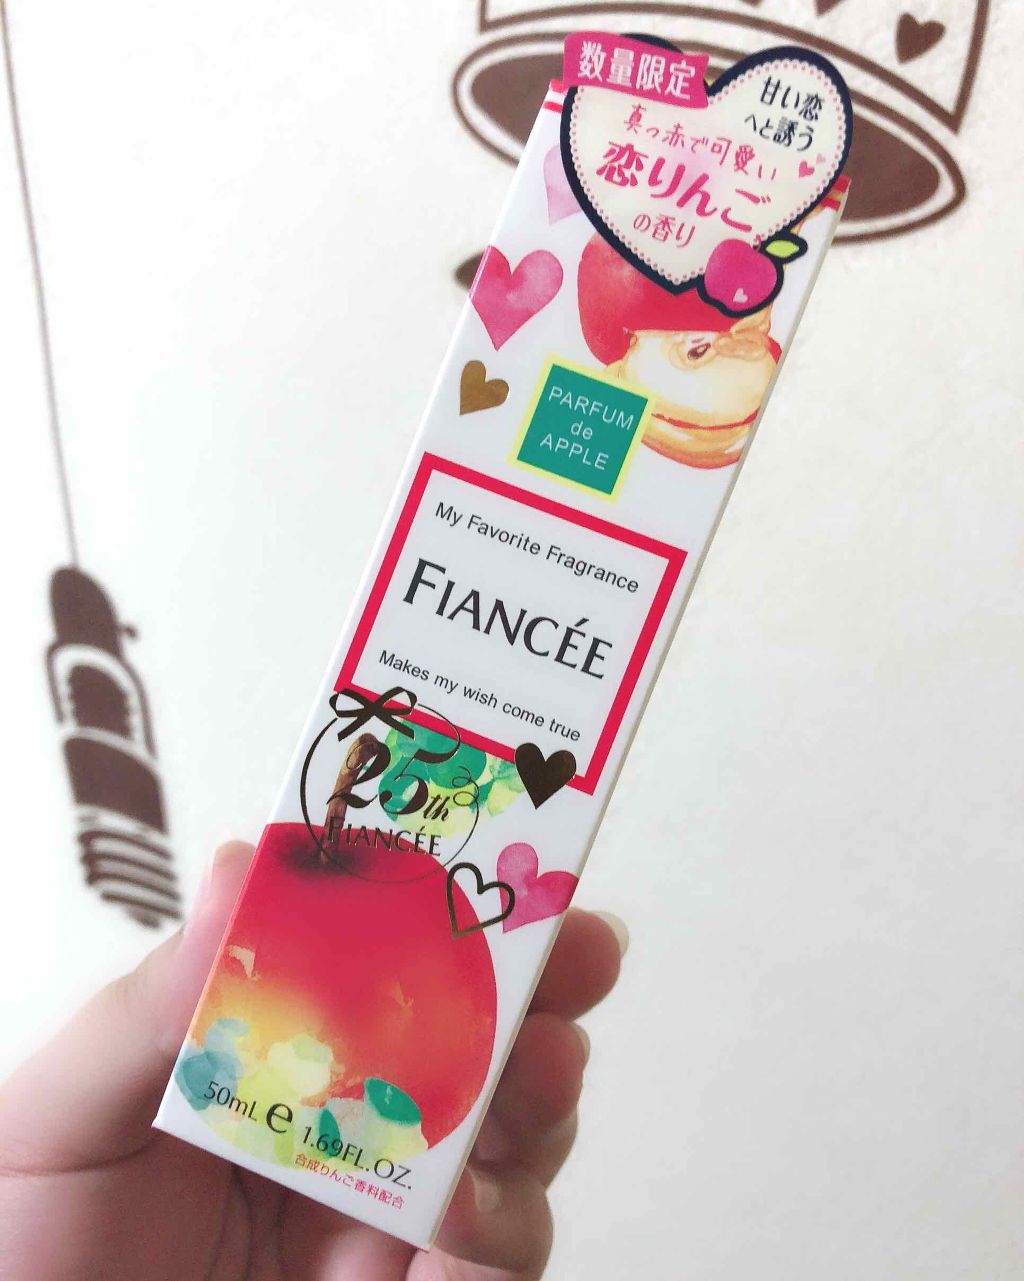 数量限定
甘い恋
へと誘う
真っ赤で可愛い
恋りんご
の香り
PARFUM
de
APPLE
My Favorite Fragrance
FIANCÉE
Makes my wish come true
25th
FIANCÉE
50mL e 1.69FL.OZ.
合成りんご香料配合